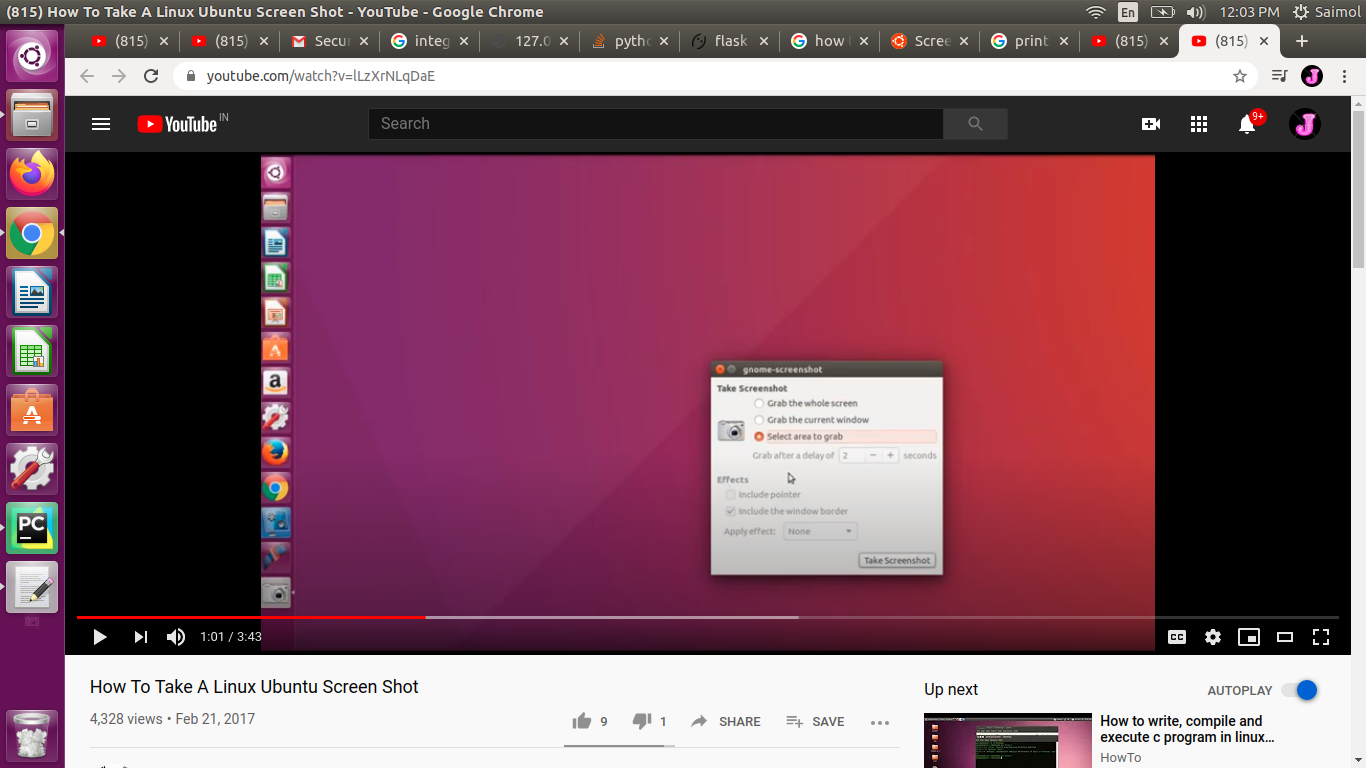 (815) How To Take A Linux Ubuntu Screen Shot - YouTube - Google Chrome
En
12:03 PM
Saimol
(815)
(815)
Secur
integ
127.0
pytho
flask
how t
Scree
print
(815)
(815)
youtube.com/watch?v=lLzXrNLqDaE
J
YouTube IN
Search
9+
J
gnome-screenshot
Take Screenshot
Grab the whole screen
Grab the current window
Select area to grab
Grab after a delay of 2 − + seconds
Effects
Include pointer
Include the window border
Apply effect: None
Take Screenshot
PC
1:01 / 3:43
CC
How To Take A Linux Ubuntu Screen Shot
4,328 views • Feb 21, 2017
9
1
SHARE
SAVE
Up next
AUTOPLAY
How to write, compile and
execute c program in linux...
HowTo